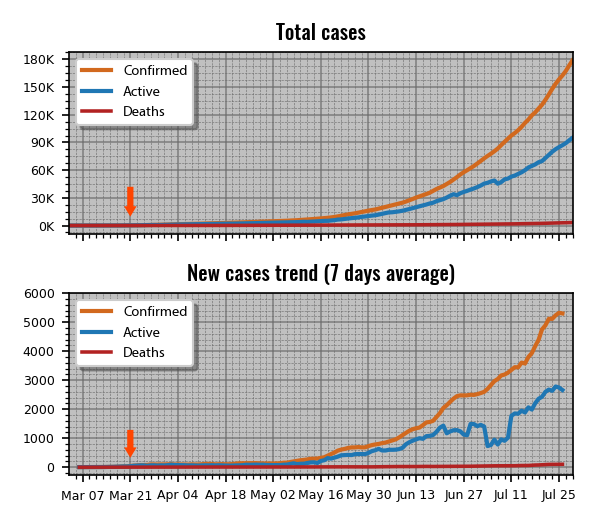 Total cases
180K
150K
120K
90K
60K
30K
0K
Confirmed
Active
Deaths
New cases trend (7 days average)
6000
5000
4000
3000
2000
1000
0
Confirmed
Active
Deaths
Mar 07 Mar 21 Apr 04 Apr 18 May 02 May 16 May 30 Jun 13 Jun 27 Jul 11 Jul 25